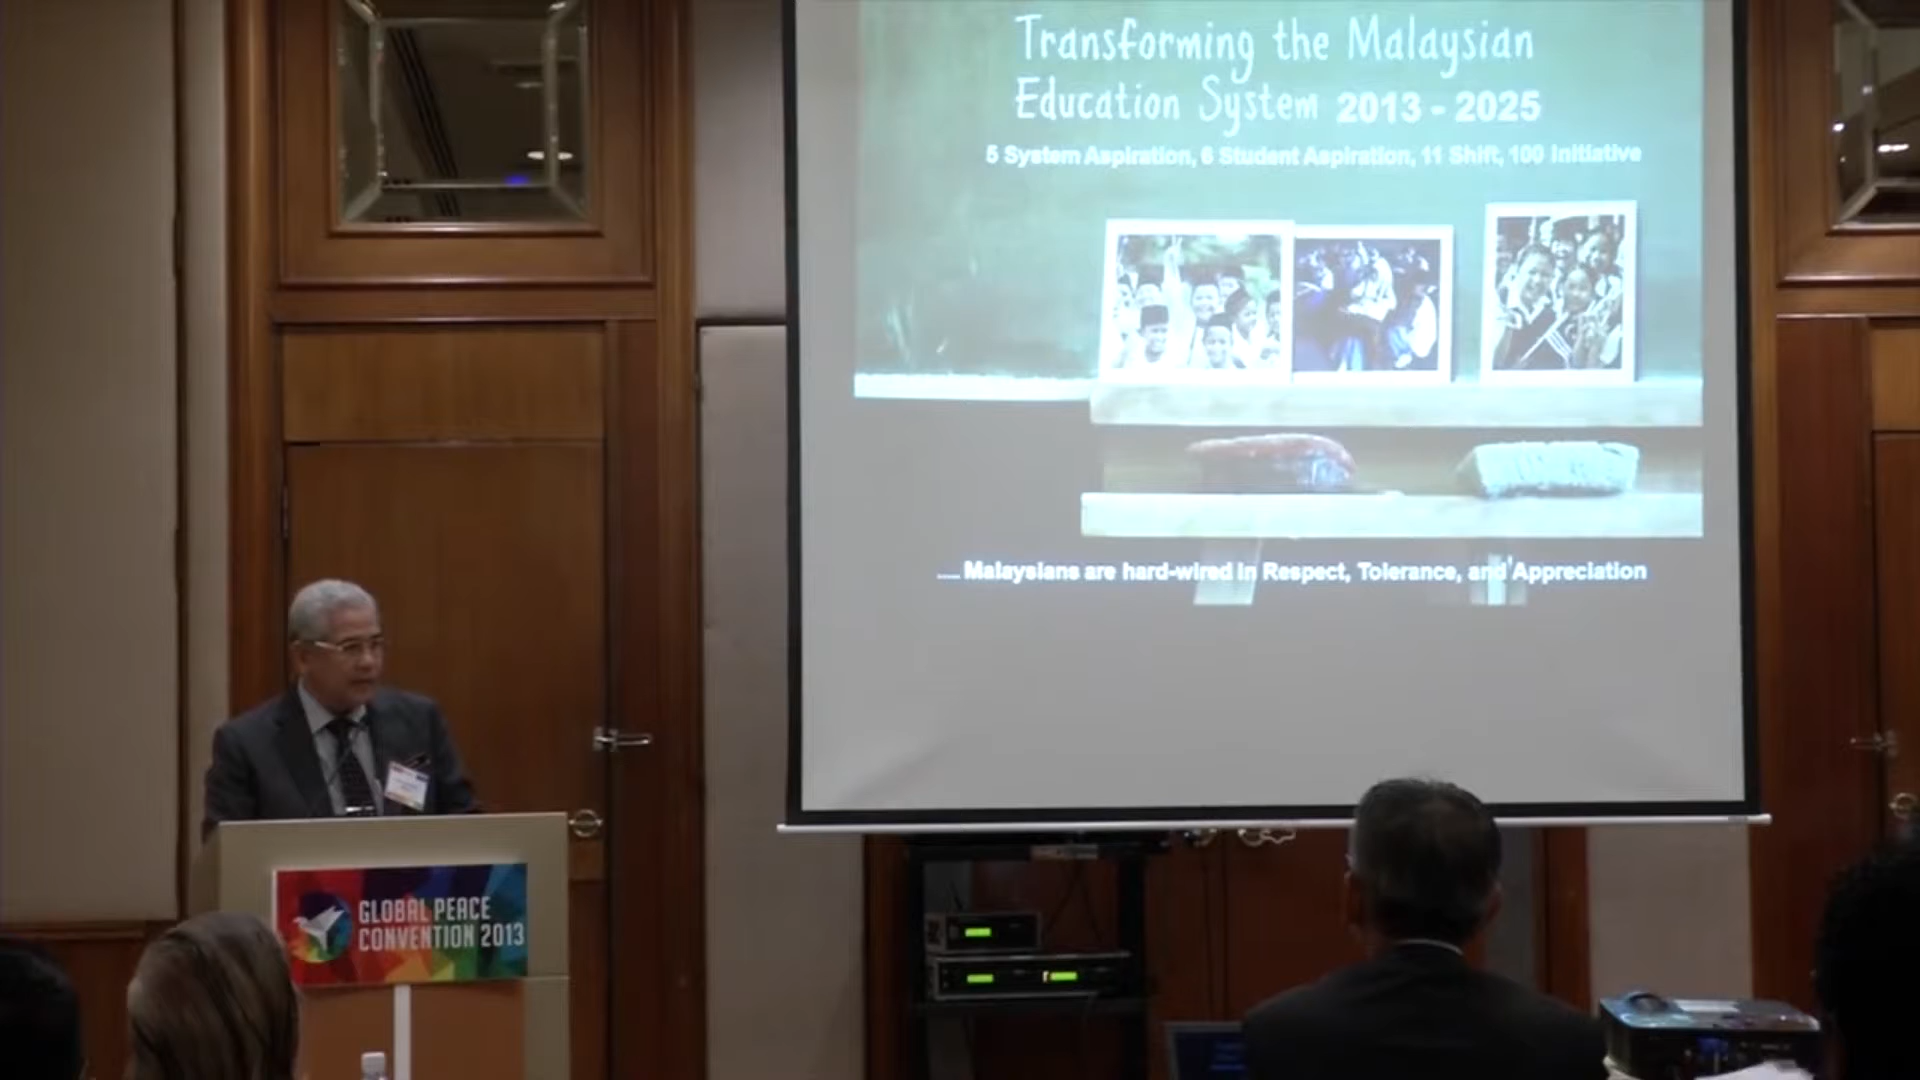 Transforming the Malaysian
Education System 2013 - 2025
5 System Aspiration, 6 Student Aspiration, 11 Shift, 100 Initiative
.... Malaysians are hard-wired in Respect, Tolerance, and Appreciation
GLOBAL PEACE
CONVENTION 2013